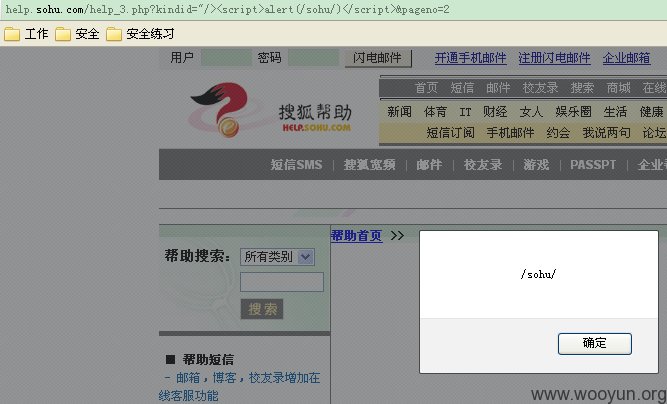 help.sohu.com/help_3.php?kindid="/><script>alert(/sohu/)</script>&pageno=2
工作 安全 安全练习
用户 密码 闪电邮件 开通手机邮件 注册闪电邮件 企业邮箱
首页 短信 邮件 校友录 搜索 商城 在线
搜狐帮助
HELP.SOHU.COM
新闻 体育 IT 财经 女人 娱乐圈 生活 健康
短信订阅 手机邮件 约会 我说两句 论坛
短信SMS | 搜狐宽频 | 邮件 | 校友录 | 游戏 | PASSPT | 企业
帮助首页 >>
帮助搜索: 所有类别
搜索
/sohu/
确定
■ 帮助短信
- 邮箱，博客，校友录增加在
线客服功能
www.wooyun.org